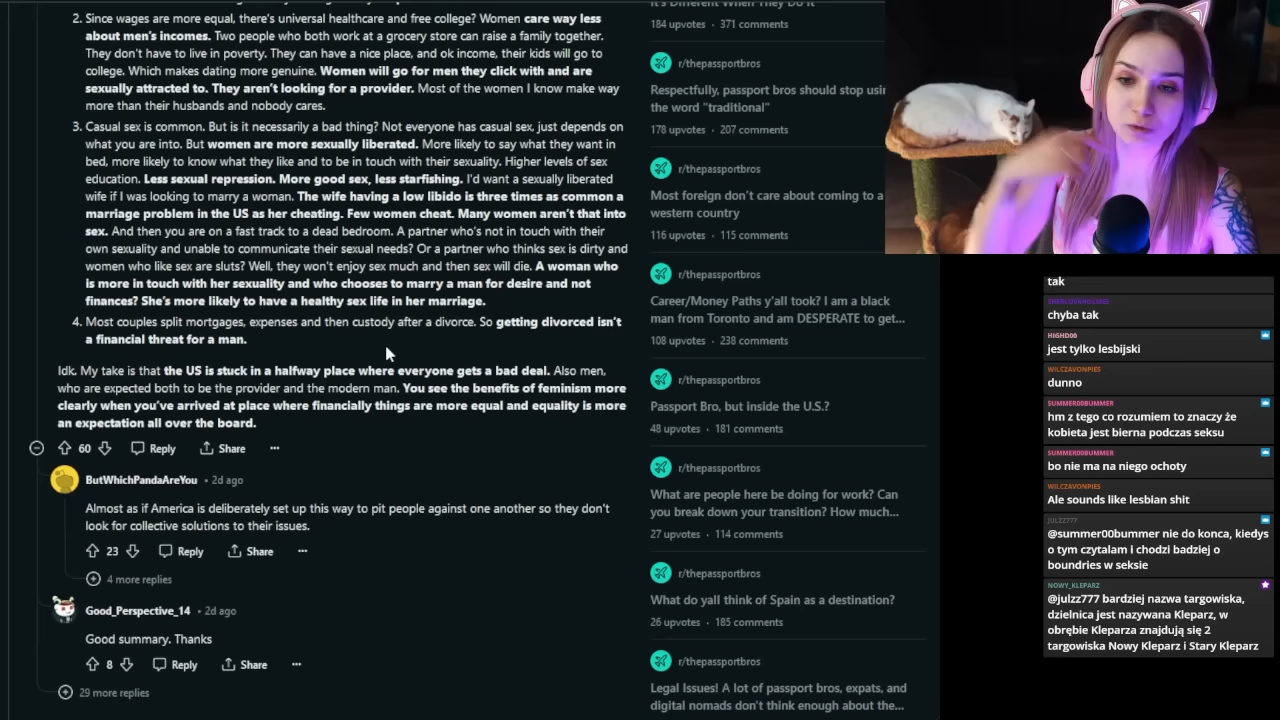 2. Since wages are more equal, there's universal healthcare and free college? Women care way less
about men's incomes. Two people who both work at a grocery store can raise a family together.
They don't have to live in poverty. They can have a nice place, and ok income, their kids will go to
college. Which makes dating more genuine. Women will go for men they click with and are
sexually attracted to. They aren't looking for a provider. Most of the women I know make way
more than their husbands and nobody cares.
3. Casual sex is common. But is it necessarily a bad thing? Not everyone has casual sex, just depends on
what you are into. But women are more sexually liberated. More likely to say what they want in
bed, more likely to know what they like and to be in touch with their sexuality. Higher levels of sex
education. Less sexual repression. More good sex, less starfishing. I'd want a sexually liberated
wife if I was looking to marry a woman. The wife having a low libido is three times as common a
marriage problem in the US as her cheating. Few women cheat. Many women aren't that into
sex. And then you are on a fast track to a dead bedroom. A partner who's not in touch with their
own sexuality and unable to communicate their sexual needs? Or a partner who thinks sex is dirty and
women who like sex are sluts? Well, they won't enjoy sex much and then sex will die. A woman who
is more in touch with her sexuality and who chooses to marry a man for desire and not
finances? She's more likely to have a healthy sex life in her marriage.
4. Most couples split mortgages, expenses and then custody after a divorce. So getting divorced isn't
a financial threat for a man.
Idk. My take is that the US is stuck in a halfway place where everyone gets a bad deal. Also men,
who are expected both to be the provider and the modern man. You see the benefits of feminism more
clearly when you've arrived at place where financially things are more equal and equality is more
an expectation all over the board.
60 Reply Share ...
ButWhichPandaAreYou • 2d ago
Almost as if America is deliberately set up this way to pit people against one another so they don't
look for collective solutions to their issues.
23 Reply Share ...
4 more replies
Good_Perspective_14 • 2d ago
Good summary. Thanks
8 Reply Share ...
29 more replies
It's Different When They Do It
184 upvotes · 371 comments
r/thepassportbros
Respectfully, passport bros should stop usin
the word "traditional"
178 upvotes · 207 comments
r/thepassportbros
Most foreign don't care about coming to a
western country
116 upvotes · 115 comments
r/thepassportbros
Career/Money Paths y'all took? I am a black
man from Toronto and am DESPERATE to get...
108 upvotes · 238 comments
r/thepassportbros
Passport Bro, but inside the U.S.?
48 upvotes · 181 comments
r/thepassportbros
What are people here be doing for work? Can
you break down your transition? How much...
27 upvotes · 114 comments
r/thepassportbros
What do yall think of Spain as a destination?
26 upvotes · 185 comments
r/thepassportbros
Legal Issues! A lot of passport bros, expats, and
digital nomads don't think enough about the...
tak
chyba tak
HIGHD00
jest tylko lesbijski
WILCZAVONPIES
dunno
SUMMER00BUMMER
hm z tego co rozumiem to znaczy że
kobieta jest bierna podczas seksu
SUMMER00BUMMER
bo nie ma na niego ochoty
WILCZAVONPIES
Ale sounds like lesbian shit
JULZZ777
@summer00bummer nie do konca, kiedys
o tym czytalam i chodzi badziej o
boundries w seksie
NOWY_KLEPARZ
@julzz777 bardziej nazwa targowiska,
dzielnica jest nazywana Kleparz, w
obrębie Kleparza znajdują się 2
targowiska Nowy Kleparz i Stary Kleparz